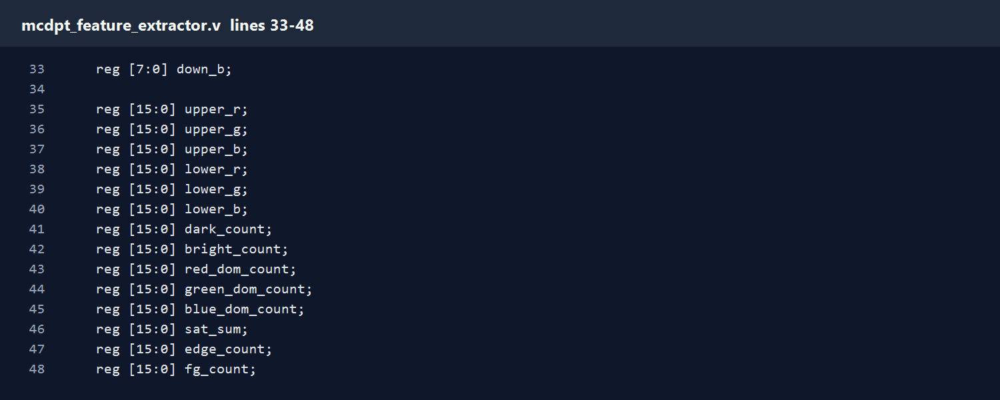 mcdpt_feature_extractor.v lines 33-48
33 reg [7:0] down_b;
34
35 reg [15:0] upper_r;
36 reg [15:0] upper_g;
37 reg [15:0] upper_b;
38 reg [15:0] lower_r;
39 reg [15:0] lower_g;
40 reg [15:0] lower_b;
41 reg [15:0] dark_count;
42 reg [15:0] bright_count;
43 reg [15:0] red_dom_count;
44 reg [15:0] green_dom_count;
45 reg [15:0] blue_dom_count;
46 reg [15:0] sat_sum;
47 reg [15:0] edge_count;
48 reg [15:0] fg_count;